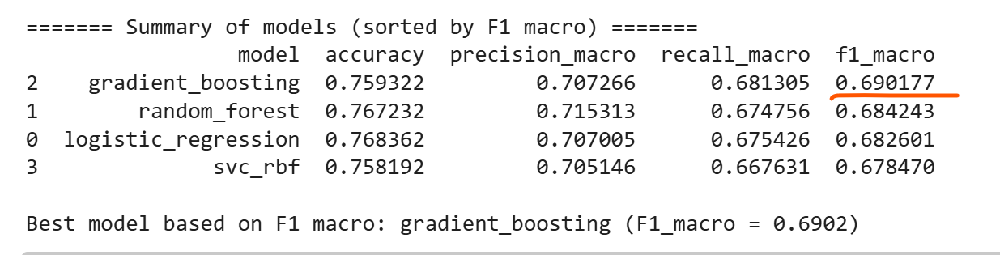 ======= Summary of models (sorted by F1 macro) =======
model accuracy precision_macro recall_macro f1_macro
2 gradient_boosting 0.759322 0.707266 0.681305 0.690177
1 random_forest 0.767232 0.715313 0.674756 0.684243
0 logistic_regression 0.768362 0.707005 0.675426 0.682601
3 svc_rbf 0.758192 0.705146 0.667631 0.678470
Best model based on F1 macro: gradient_boosting (F1_macro = 0.6902)